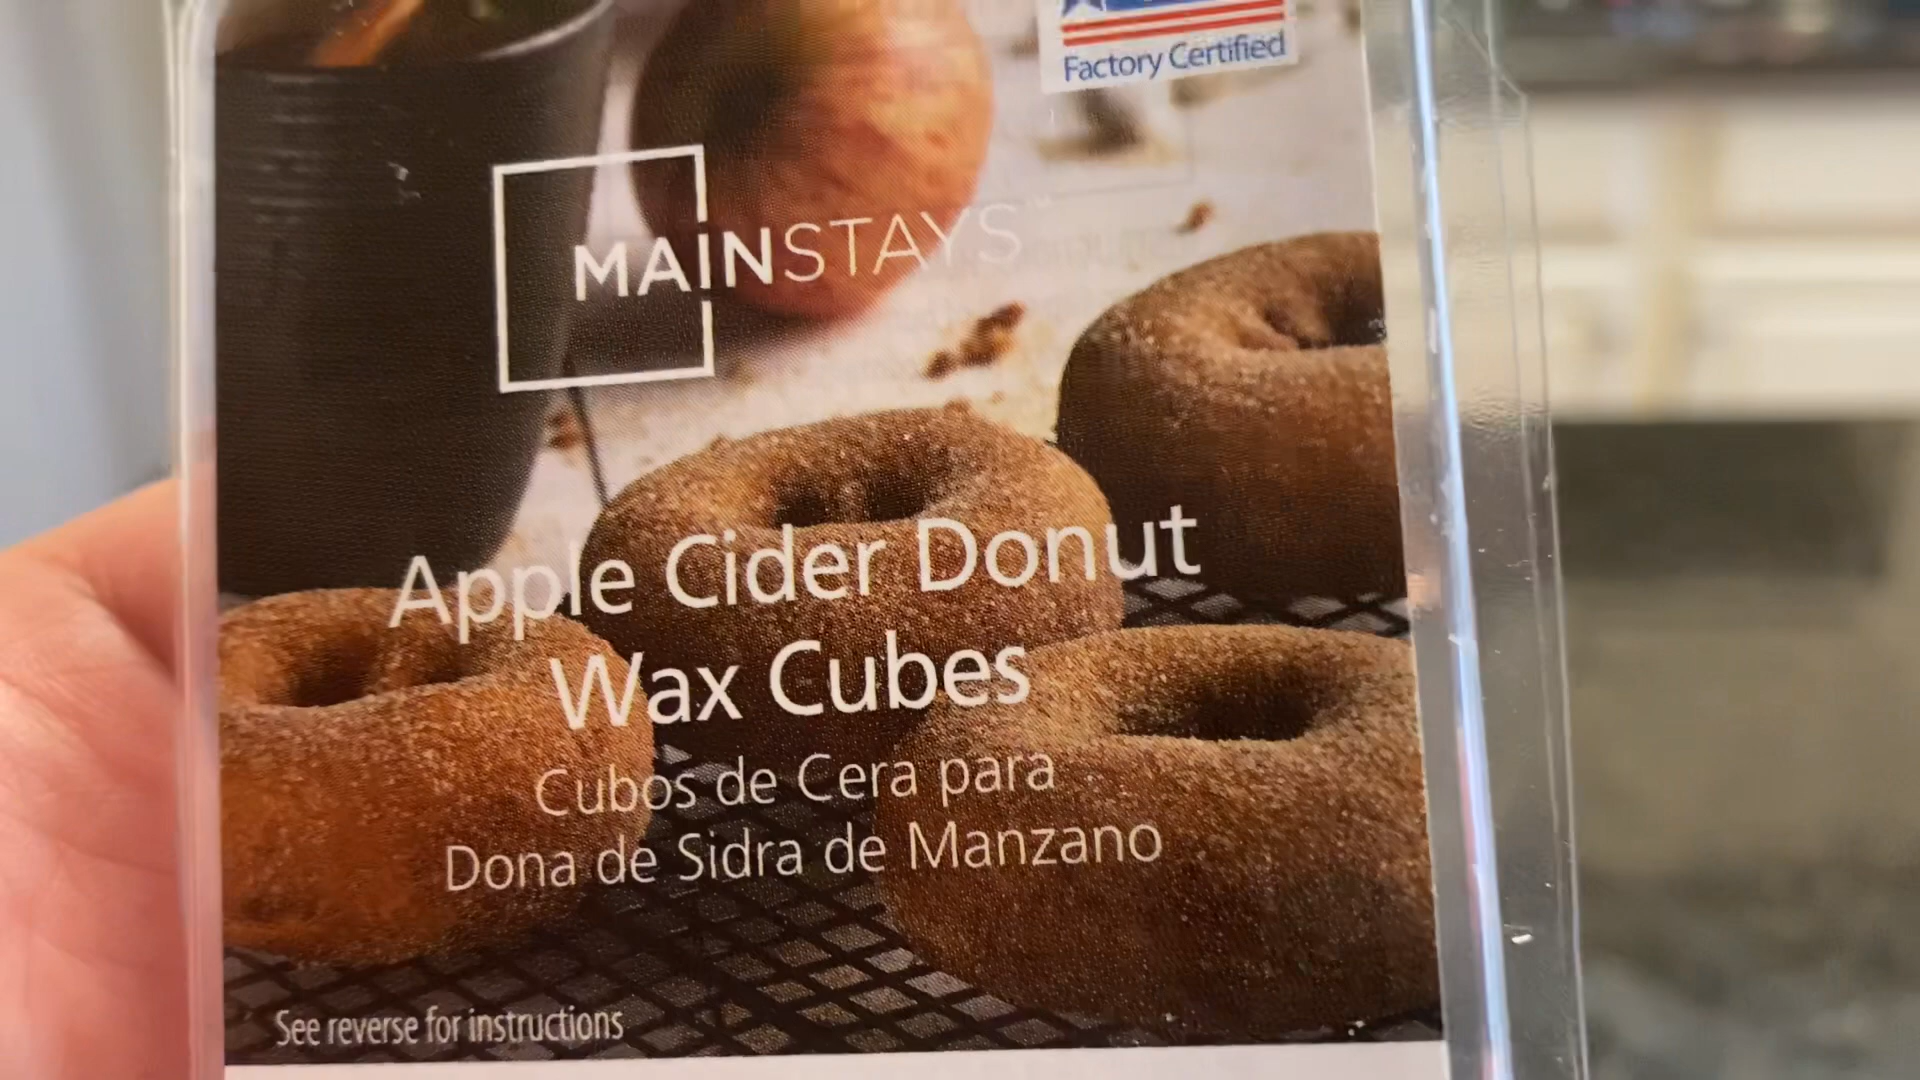 Factory Certified
MAINSTAYS™
Apple Cider Donut
Wax Cubes
Cubos de Cera para
Dona de Sidra de Manzano
See reverse for instructions